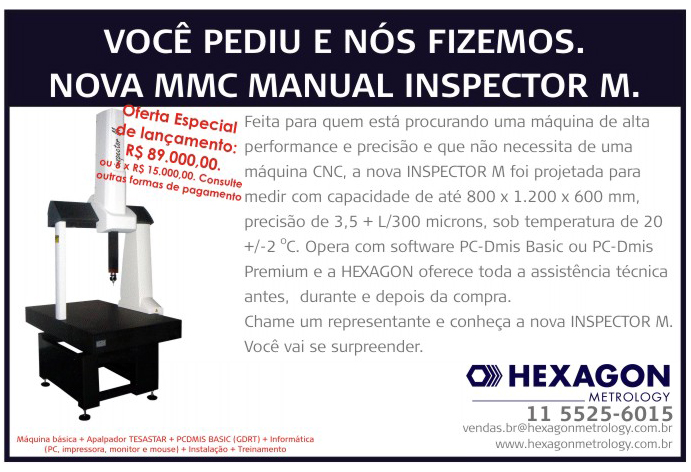 VOCÊ PEDIU E NÓS FIZEMOS.
NOVA MMC MANUAL INSPECTOR M.
Oferta Especial
de lançamento:
R$ 89.000,00.
ou 6 x R$ 15.000,00. Consulte
outras formas de pagamento
Inspector M
Feita para quem está procurando uma máquina de alta
performance e precisão e que não necessita de uma
máquina CNC, a nova INSPECTOR M foi projetada para
medir com capacidade de até 800 x 1.200 x 600 mm,
precisão de 3,5 + L/300 microns, sob temperatura de 20
+/-2 ºC. Opera com software PC-Dmis Basic ou PC-Dmis
Premium e a HEXAGON oferece toda a assistência técnica
antes, durante e depois da compra.
Chame um representante e conheça a nova INSPECTOR M.
Você vai se surpreender.
HEXAGON
METROLOGY
11 5525-6015
vendas.br@hexagonmetrology.com.br
www.hexagonmetrology.com.br
Máquina básica + Apalpador TESASTAR + PCDMIS BASIC (GDRT) + Informática
(PC, impressora, monitor e mouse) + Instalação + Treinamento